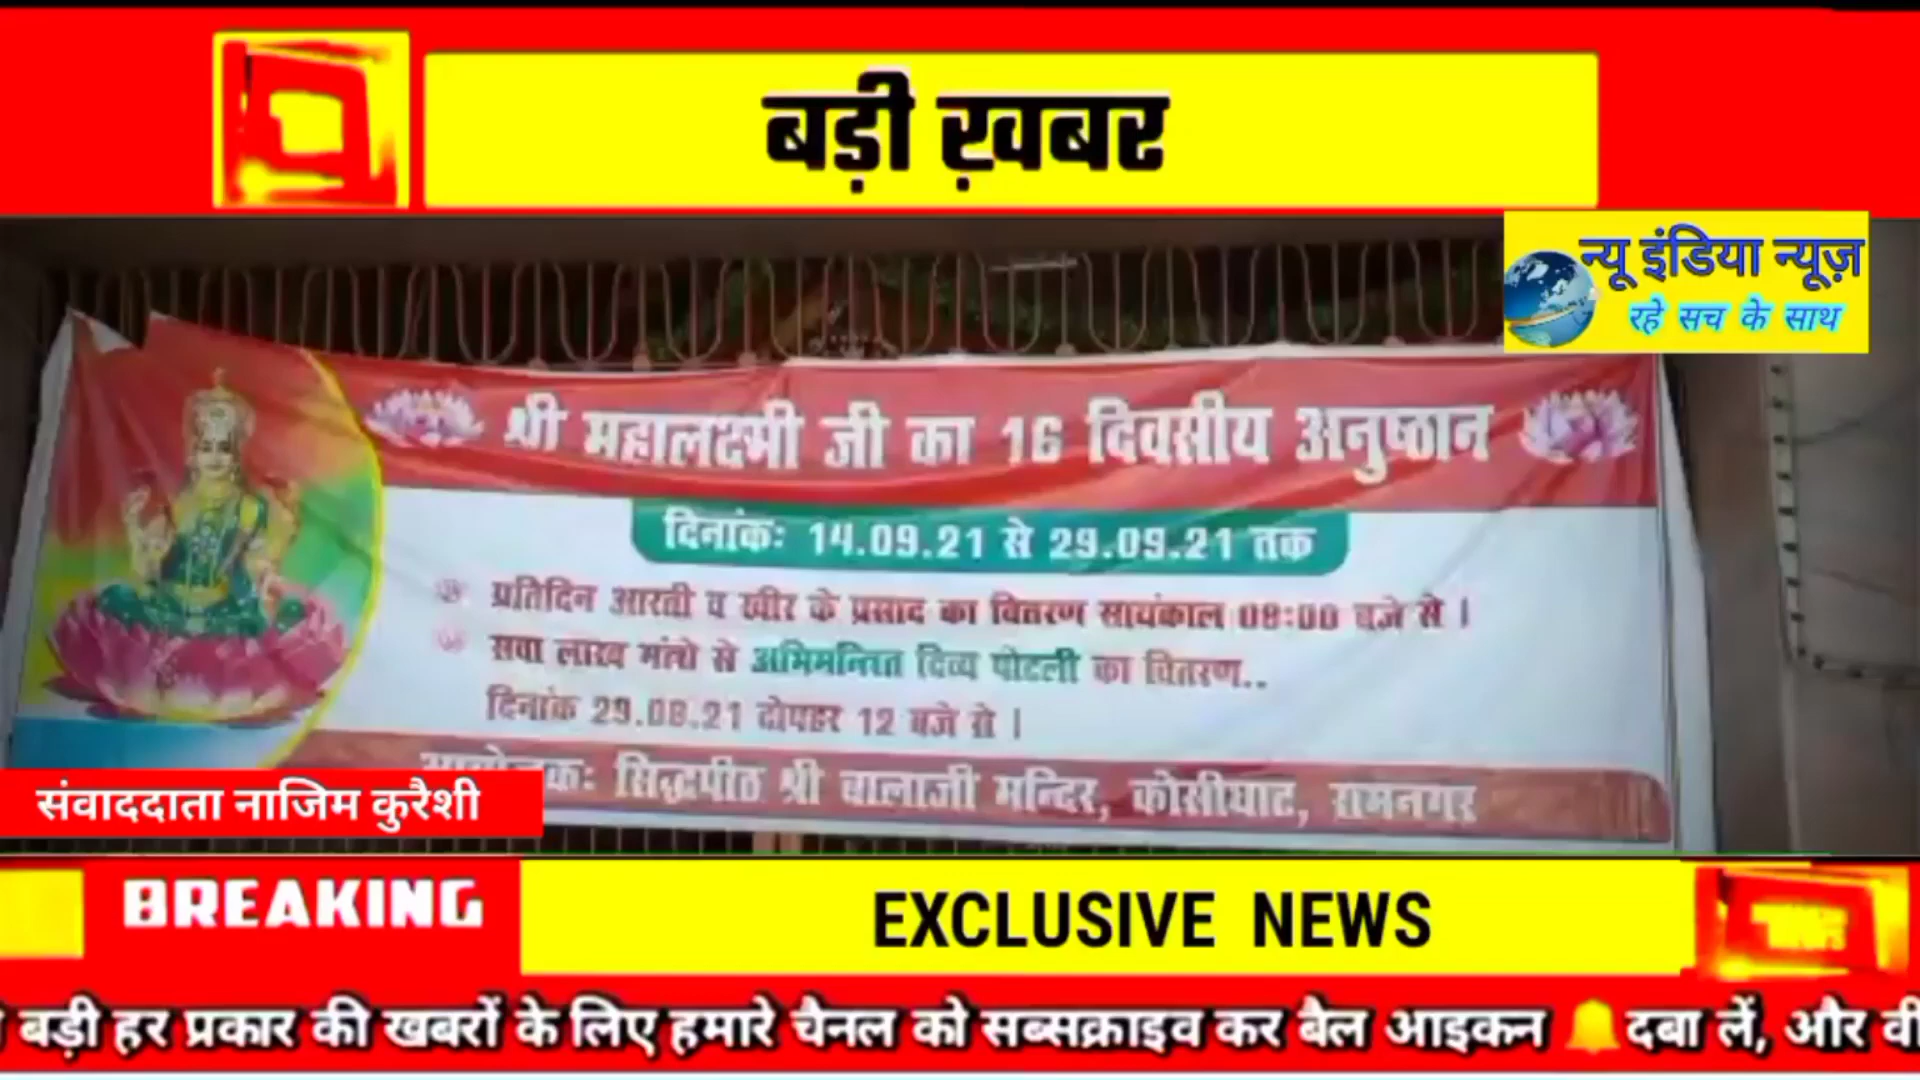 बड़ी ख़बर
न्यू इंडिया न्यूज़
रहे सच के साथ
श्री महालक्ष्मी जी का 16 दिवसीय अनुष्ठान
दिनांकः 14.09.21 से 29.09.21 तक
प्रतिदिन आरती व खीर के प्रसाद का वितरण सायंकाल 08:00 बजे से ।
सवा लाख मंत्रो से अभिमन्त्रित दिव्य पोटली का वितरण..
दिनांक 29.09.21 दोपहर 12 बजे से ।
सिद्धपीठ श्री बालाजी मन्दिर, कोसीघाट, रामनगर
संवाददाता नाजिम कुरैशी
BREAKING
EXCLUSIVE NEWS
बड़ी हर प्रकार की खबरों के लिए हमारे चैनल को सब्सक्राइव कर बैल आइकन 🔔 दबा लें, और वी